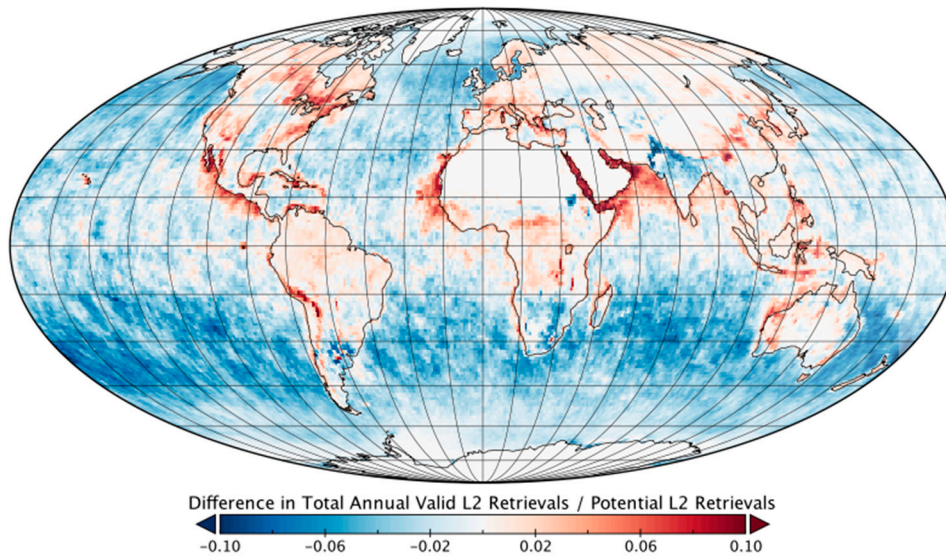 Difference in Total Annual Valid L2 Retrievals / Potential L2 Retrievals
−0.10 −0.06 −0.02 0.02 0.06 0.10